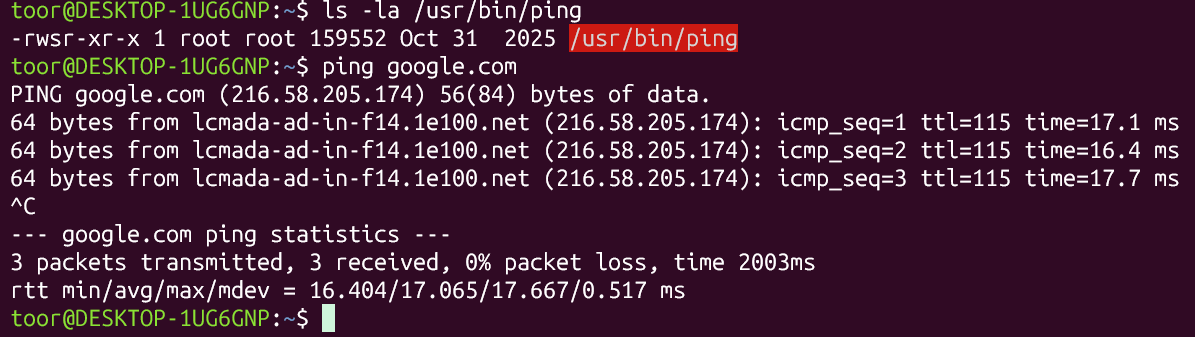 toor@DESKTOP-1UG6GNP:~$ ls -la /usr/bin/ping
-rwsr-xr-x 1 root root 159552 Oct 31  2025 /usr/bin/ping
toor@DESKTOP-1UG6GNP:~$ ping google.com
PING google.com (216.58.205.174) 56(84) bytes of data.
64 bytes from lcmada-ad-in-f14.1e100.net (216.58.205.174): icmp_seq=1 ttl=115 time=17.1 ms
64 bytes from lcmada-ad-in-f14.1e100.net (216.58.205.174): icmp_seq=2 ttl=115 time=16.4 ms
64 bytes from lcmada-ad-in-f14.1e100.net (216.58.205.174): icmp_seq=3 ttl=115 time=17.7 ms
^C
--- google.com ping statistics ---
3 packets transmitted, 3 received, 0% packet loss, time 2003ms
rtt min/avg/max/mdev = 16.404/17.065/17.667/0.517 ms
toor@DESKTOP-1UG6GNP:~$